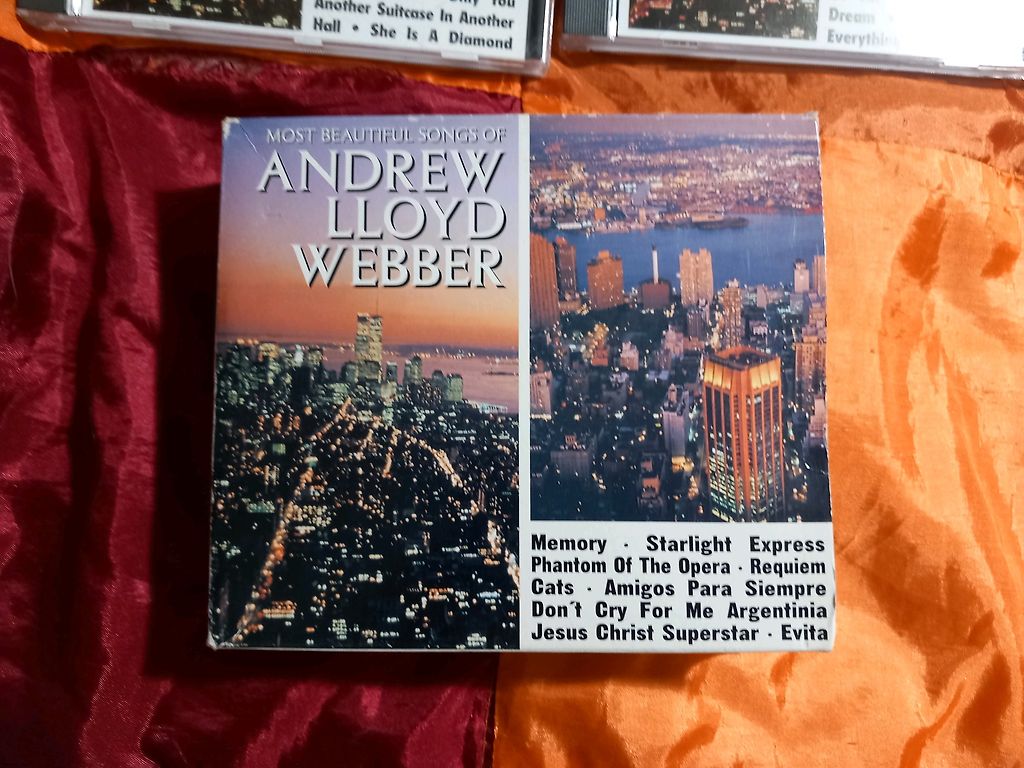 You
Another Suitcase In Another
Hall • She Is A Diamond
Dream
MOST BEAUTIFUL SONGS OF
ANDREW
LLOYD
WEBBER
Memory · Starlight Express
Phantom Of The Opera · Requiem
Cats · Amigos Para Siempre
Don´t Cry For Me Argentinia
Jesus Christ Superstar · Evita